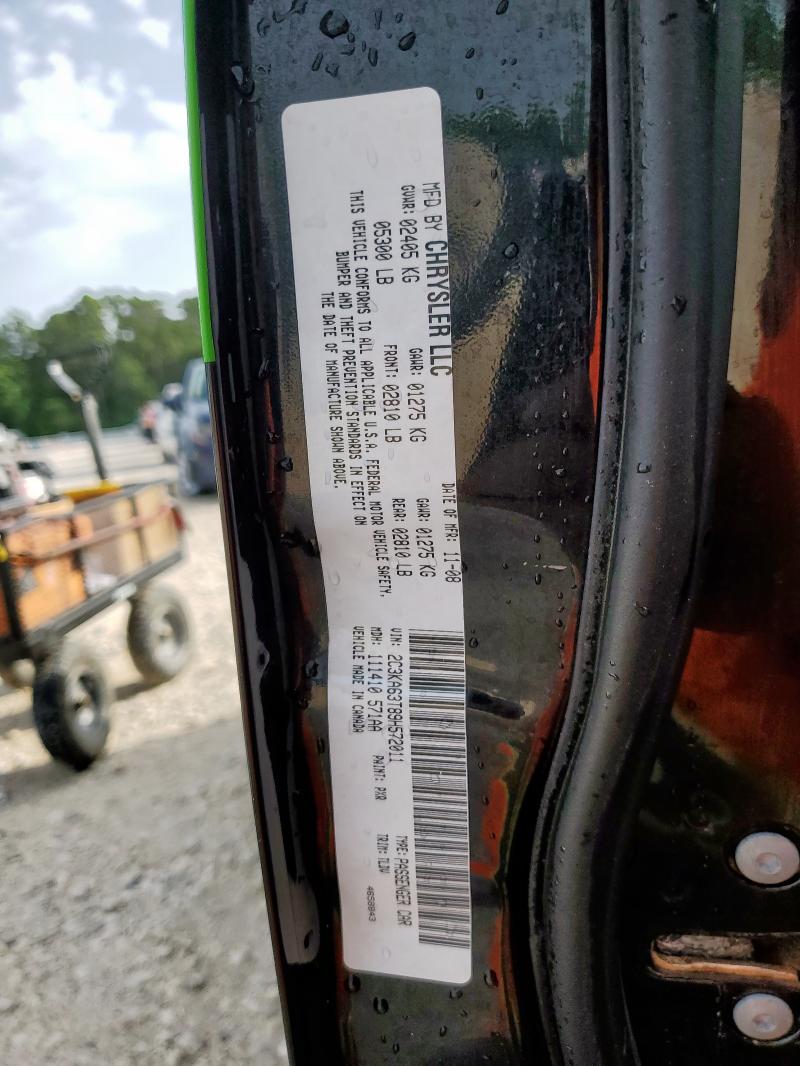 MFD BY CHRYSLER LLC
DATE OF MFR: 11-08
GVWR: 02405 KG
GAWR: 01275 KG
GAWR: 01275 KG
05300 LB
FRONT: 02810 LB
REAR: 02810 LB
THIS VEHICLE CONFORMS TO ALL APPLICABLE U.S.A. FEDERAL MOTOR VEHICLE SAFETY,
BUMPER AND THEFT PREVENTION STANDARDS IN EFFECT ON
THE DATE OF MANUFACTURE SHOWN ABOVE.
VIN: 2C3KA63T89H572011
TYPE: PASSENGER CAR
MDH: 111410 571AA
PAINT: PXR
TRIM: TLDV
VEHICLE MADE IN CANADA
4658843